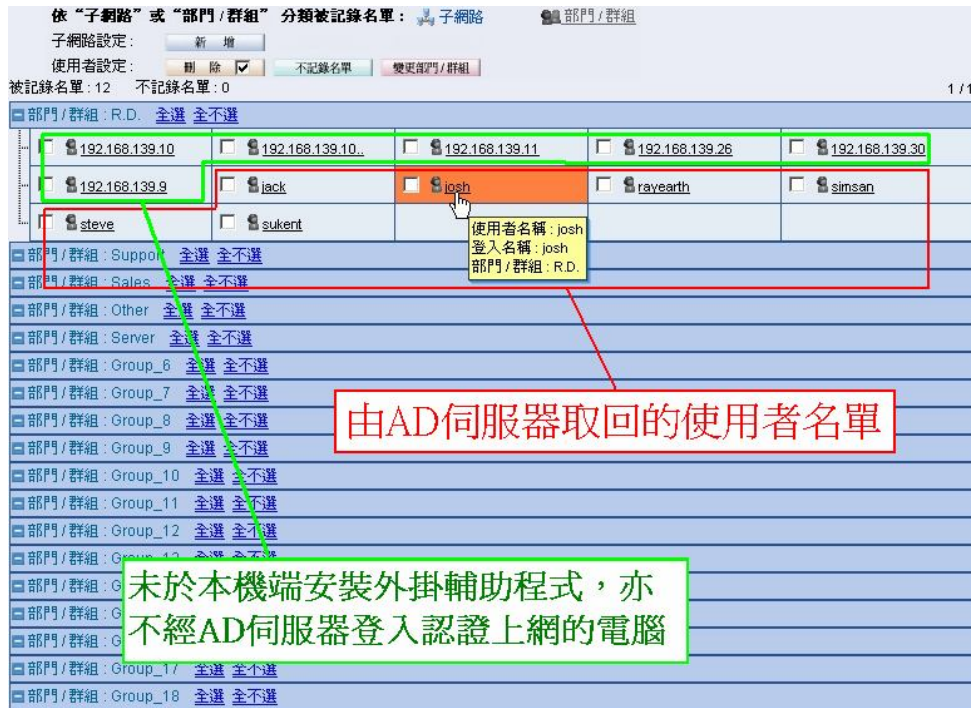 依“子網路”或“部門/群組”分類被記錄名單： 子網路 部門/群組
子網路設定： 新 增
使用者設定： 刪 除 不記錄名單 變更部門/群組
被記錄名單:12 不記錄名單:0 1/1
部門/群組:R.D. 全選 全不選
192.168.139.10 192.168.139.10.. 192.168.139.11 192.168.139.26 192.168.139.30
192.168.139.9 jack josh rayearth simsan
steve sukent
使用者名稱:josh
登入名稱:josh
部門/群組:R.D.
部門/群組:Support 全選 全不選
部門/群組:Sales 全選 全不選
部門/群組:Other 全選 全不選
部門/群組:Server 全選 全不選
部門/群組:Group_6 全選 全不選
部門/群組:Group_7 全選 全不選
部門/群組:Group_8 全選 全不選
部門/群組:Group_9 全選 全不選
由AD伺服器取回的使用者名單
部門/群組:Group_10 全選 全不選
部門/群組:Group_11 全選 全不選
部門/群組:Group_12 全選 全不選
未於本機端安裝外掛輔助程式，亦
不經AD伺服器登入認證上網的電腦
部門/群組:Group_17 全選 全不選
部門/群組:Group_18 全選 全不選